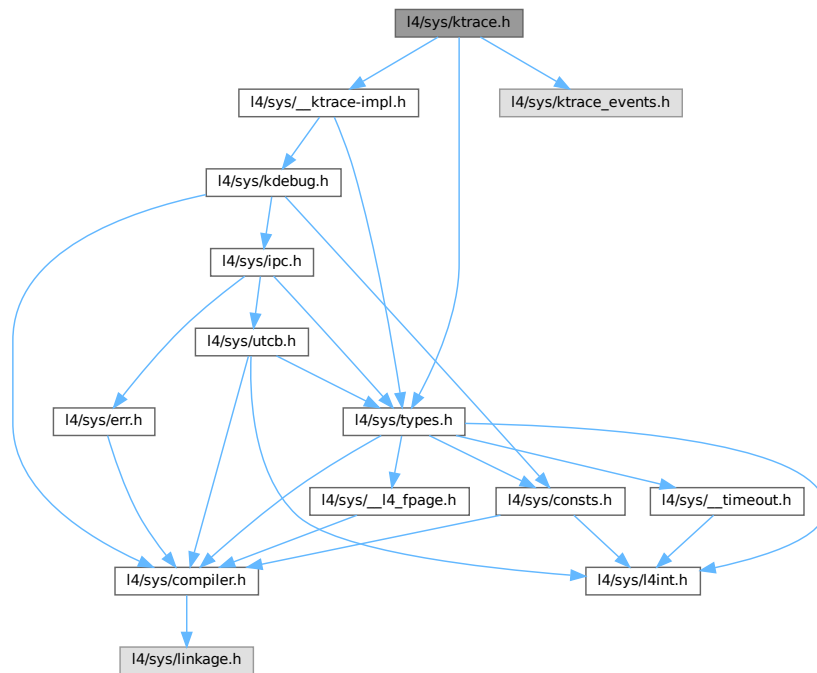 l4/sys/ktrace.h
l4/sys/__ktrace-impl.h
l4/sys/ktrace_events.h
l4/sys/kdebug.h
l4/sys/ipc.h
l4/sys/utcb.h
l4/sys/err.h
l4/sys/types.h
l4/sys/__l4_fpage.h
l4/sys/consts.h
l4/sys/__timeout.h
l4/sys/compiler.h
l4/sys/l4int.h
l4/sys/linkage.h